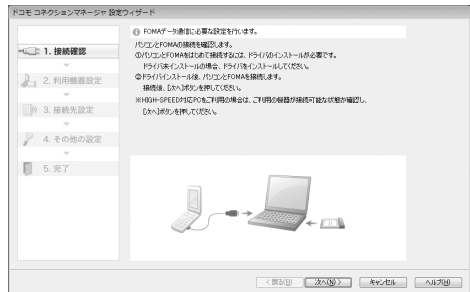 ドコモ コネクションマネージャ 設定ウィザード
FOMAデータ通信に必要な設定を行います。
1. 接続確認
2. 利用機器設定
3. 接続先設定
4. その他の設定
5. 完了
パソコンとFOMAの接続を確認します。
①パソコンとFOMAをはじめて接続するには、ドライバのインストールが必要です。
ドライバ未インストールの場合、ドライバをインストールしてください。
②ドライバインストール後、パソコンとFOMAを接続します。
接続後、[次へ]ボタンを押してください。
※HIGH-SPEED対応PCをご利用の場合は、ご利用の機器が接続可能な状態か確認し、
[次へ]ボタンを押してください。
< 戻る(B)
次へ(N) >
キャンセル
ヘルプ(H)